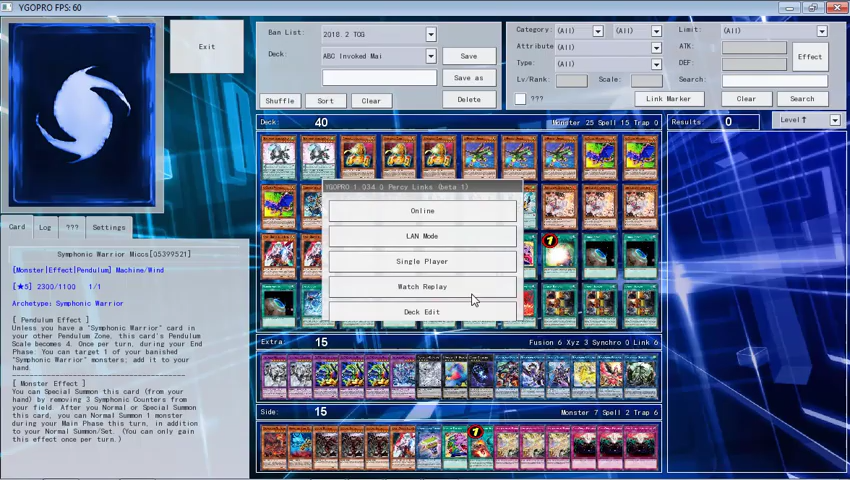 YGOPRO FPS: 60
Exit
Ban List:
2018.2 TCG
Deck:
ABC Invoked Mai
Save
Save as
Shuffle
Sort
Clear
Delete
Category:
(All)
(All)
Limit:
(All)
Attribute
(All)
ATK:
Type:
(All)
DEF:
Effect
Lv/Rank:
Scale:
Search:
???
Link Marker
Clear
Search
Deck:
40
Monster 25 Spell 15 Trap 0
Results:
0
Level↑
YGOPRO 1.034.0 Percy Links (beta 1)
Online
LAN Mode
Single Player
Watch Replay
Deck Edit
1
Card
Log
???
Settings
Symphonic Warrior Miccs[05399521]
[Monster|Effect|Pendulum] Machine/Wind
[★5] 2300/1100 1/1
Archetype: Symphonic Warrior
[ Pendulum Effect ]
Unless you have a "Symphonic Warrior" card in
your other Pendulum Zone, this card's Pendulum
Scale becomes 4. Once per turn, during your End
Phase: You can target 1 of your banished
"Symphonic Warrior" monsters; add it to your
hand.
----------------------------------------
[ Monster Effect ]
You can Special Summon this card (from your
hand) by removing 3 Symphonic Counters from
your field. After you Normal or Special Summon
this card, you can Normal Summon 1 monster
during your Main Phase this turn, in addition
to your Normal Summon/Set. (You can only gain
this effect once per turn.)
Extra:
15
Fusion 6 Xyz 3 Synchro 0 Link 6
Side:
15
Monster 7 Spell 2 Trap 6
1